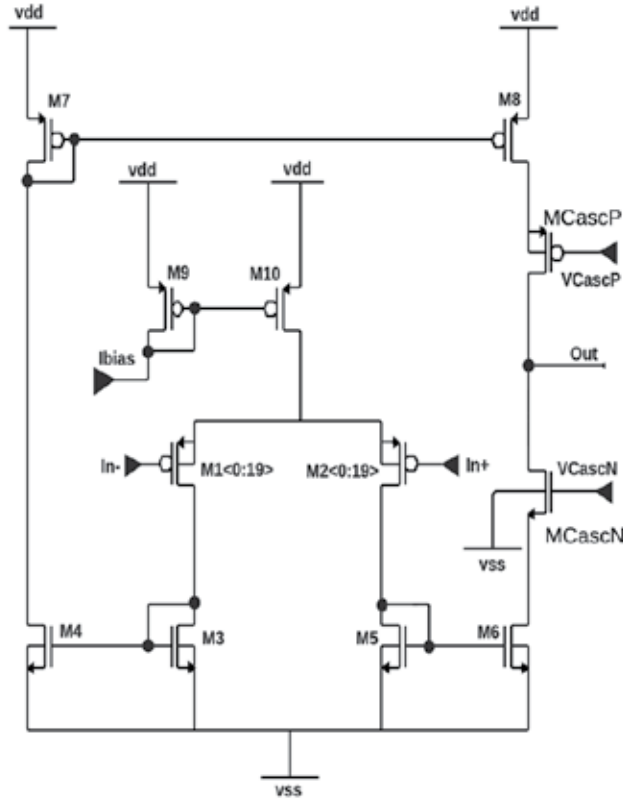 vdd
vdd
M7
M8
vdd
vdd
MCascP
M9
M10
VCascP
Ibias
Out
In-
M1<0:19>
M2<0:19>
In+
VCascN
MCascN
vss
M4
M3
M5
M6
vss